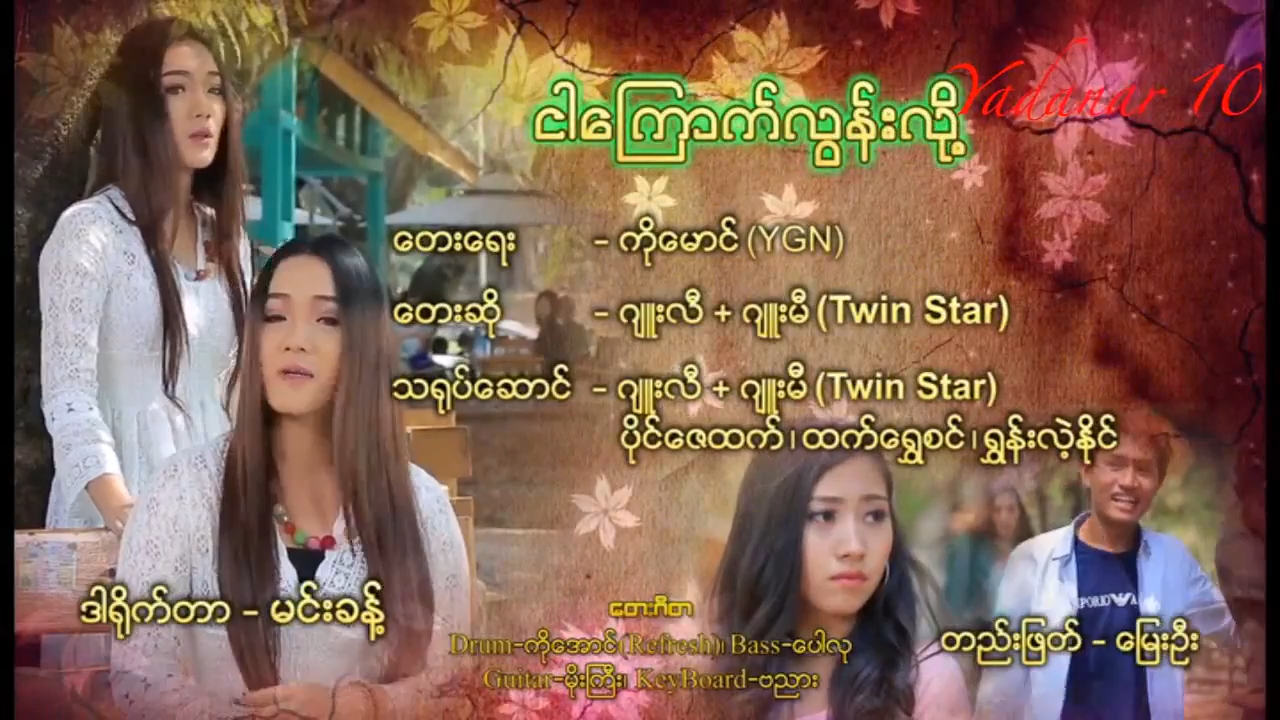 Yadanar 10
ငါကြောက်လွန်းလို့
တေးရေး - ကိုမောင် (YGN)
တေးဆို - ဂျူးလီ + ဂျူးမီ (Twin Star)
သရုပ်ဆောင် - ဂျူးလီ + ဂျူးမီ (Twin Star)
ပိုင်ဇေထက်၊ ထက်ရွှေစင်၊ ရွှန်းလဲ့နိုင်
EMPORIO A
ဒါရိုက်တာ - မင်းခန့်
တေးဂီတ
Drum-ကိုအောင်(Refresh)၊ Bass-ပေါလု
Guitar-မိုးကြီး၊ KeyBoard-ဗညား
တည်းဖြတ် - မြေးဦး